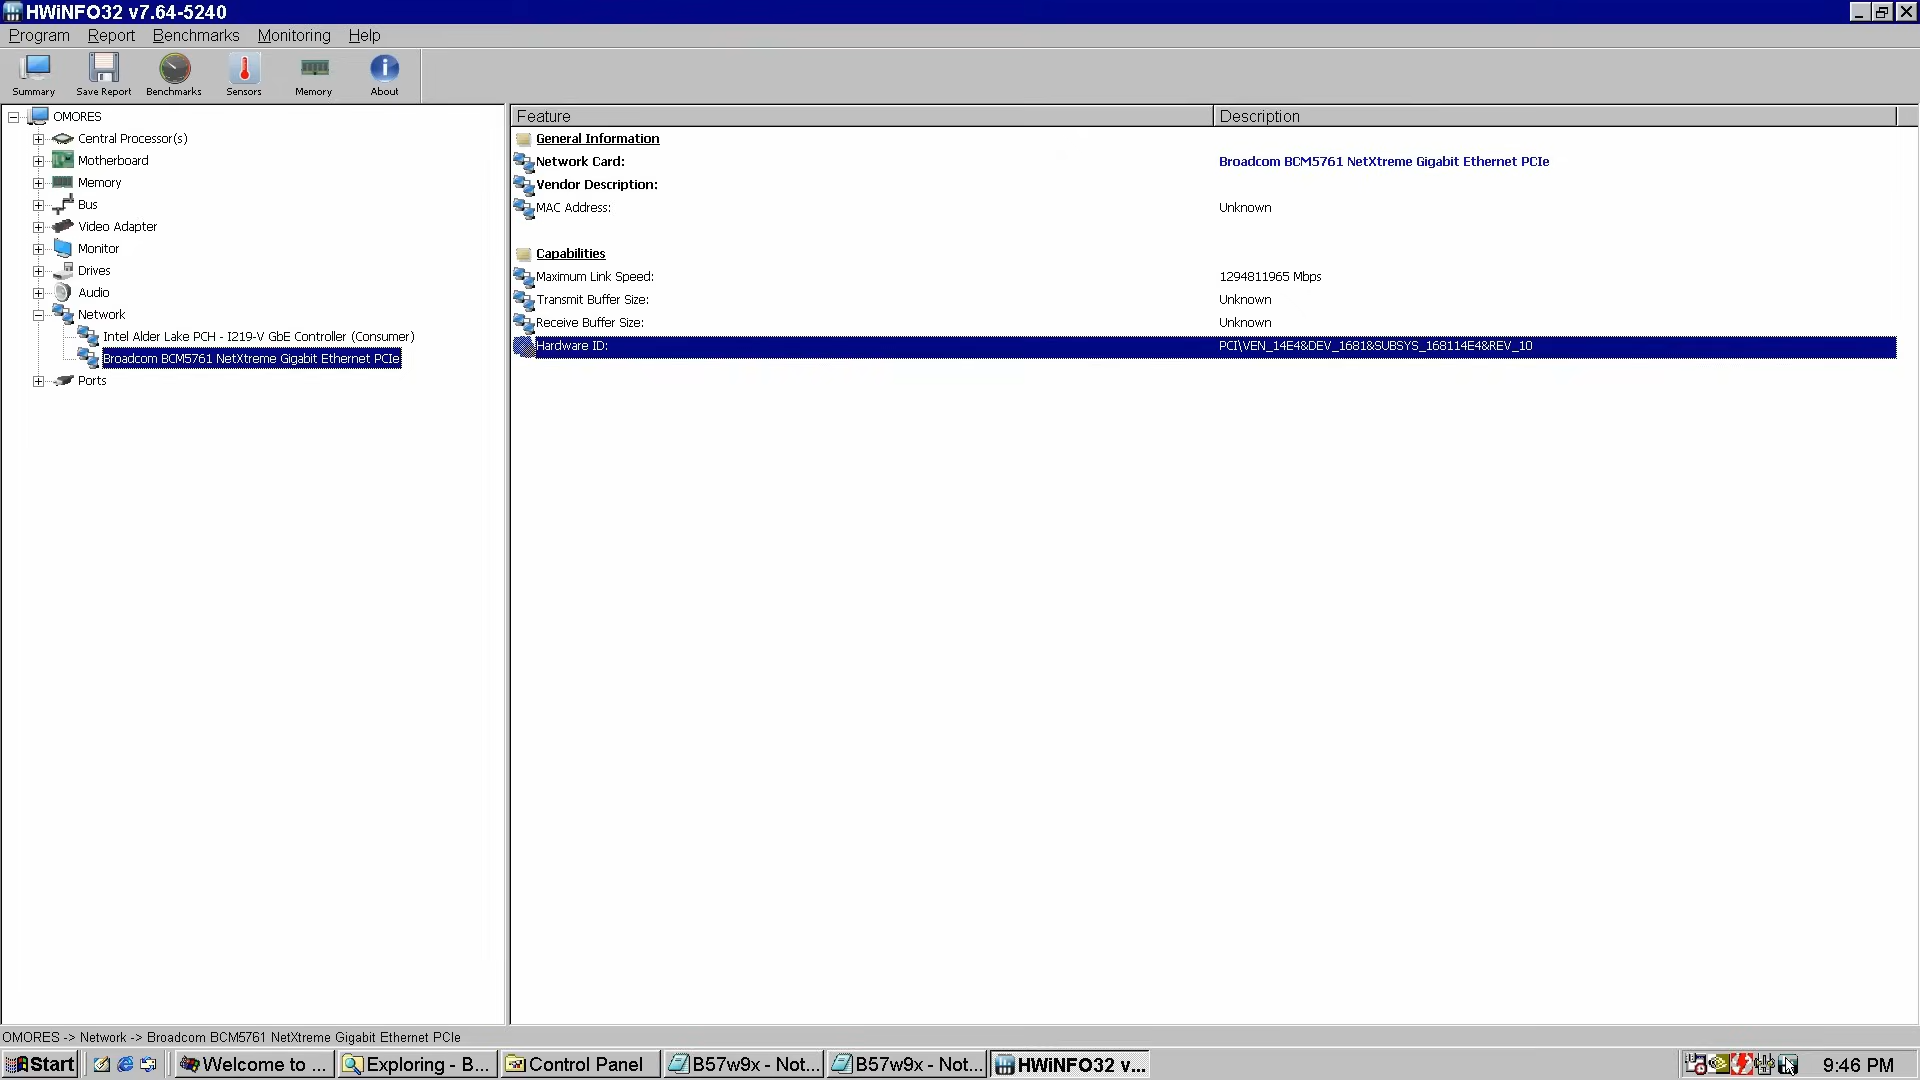 HWiNFO32 v7.64-5240
Program Report Benchmarks Monitoring Help
Summary Save Report Benchmarks Sensors Memory About
OMORES
Central Processor(s)
Motherboard
Memory
Bus
Video Adapter
Monitor
Drives
Audio
Network
Intel Alder Lake PCH - I219-V GbE Controller (Consumer)
Broadcom BCM5761 NetXtreme Gigabit Ethernet PCIe
Ports
Feature Description
General Information
Network Card: Broadcom BCM5761 NetXtreme Gigabit Ethernet PCIe
Vendor Description:
MAC Address: Unknown
Capabilities
Maximum Link Speed: 1294811965 Mbps
Transmit Buffer Size: Unknown
Receive Buffer Size: Unknown
Hardware ID: PCI\VEN_14E4&DEV_1681&SUBSYS_168114E4&REV_10
OMORES -> Network -> Broadcom BCM5761 NetXtreme Gigabit Ethernet PCIe
Start Welcome to ... Exploring - B... Control Panel B57w9x - Not... B57w9x - Not... HWiNFO32 v... 9:46 PM